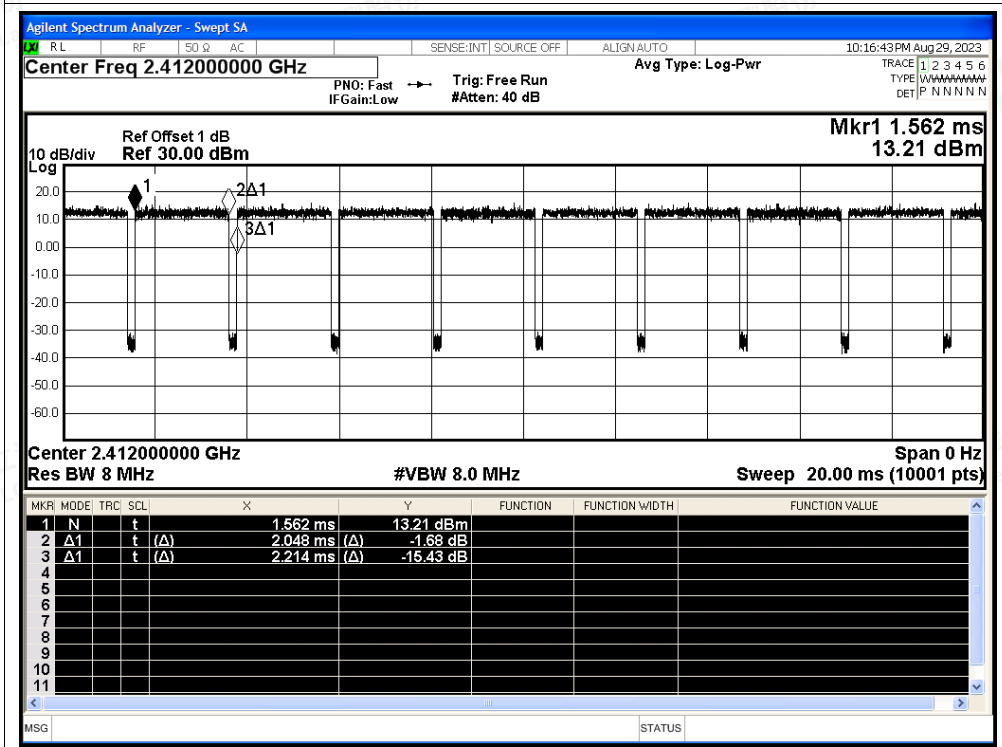 Agilent Spectrum Analyzer - Swept SA
LXI RL RF 50 Ω AC SENSE:INT SOURCE OFF ALIGN AUTO 10:16:43 PM Aug 29, 2023
Center Freq 2.412000000 GHz Avg Type: Log-Pwr TRACE 1 2 3 4 5 6
PNO: Fast Trig: Free Run TYPE
IFGain:Low #Atten: 40 dB DET P N N N N N
Mkr1 1.562 ms
Ref Offset 1 dB
10 dB/div Ref 30.00 dBm 13.21 dBm
Log
20.0
1
2Δ1
10.0
3Δ1
0.00
-10.0
-20.0
-30.0
-40.0
-50.0
-60.0
Center 2.412000000 GHz Span 0 Hz
Res BW 8 MHz #VBW 8.0 MHz Sweep 20.00 ms (10001 pts)
MKR MODE TRC SCL X Y FUNCTION FUNCTION WIDTH FUNCTION VALUE
1 N t 1.562 ms 13.21 dBm
2 Δ1 t (Δ) 2.048 ms (Δ) -1.68 dB
3 Δ1 t (Δ) 2.214 ms (Δ) -15.43 dB
4
5
6
7
8
9
10
11
MSG STATUS